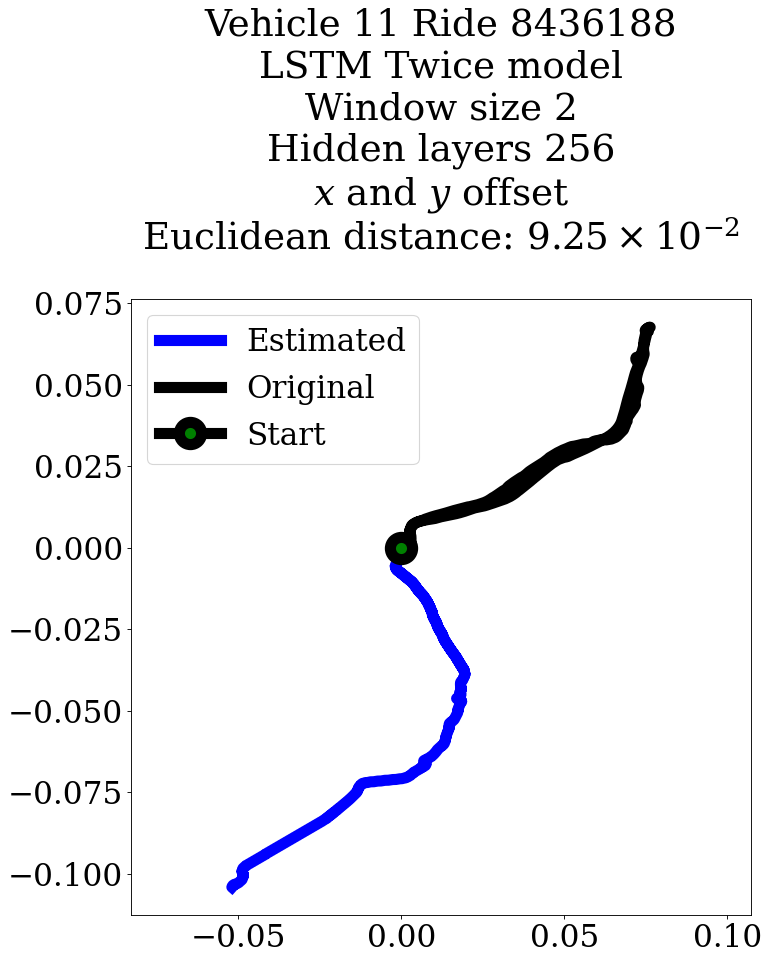 Vehicle 11 Ride 8436188
LSTM Twice model
Window size 2
Hidden layers 256
x and y offset
Euclidean distance: 9.25 × 10⁻²
Estimated
Original
Start
0.075
0.050
0.025
0.000
−0.025
−0.050
−0.075
−0.100
−0.05 0.00 0.05 0.10